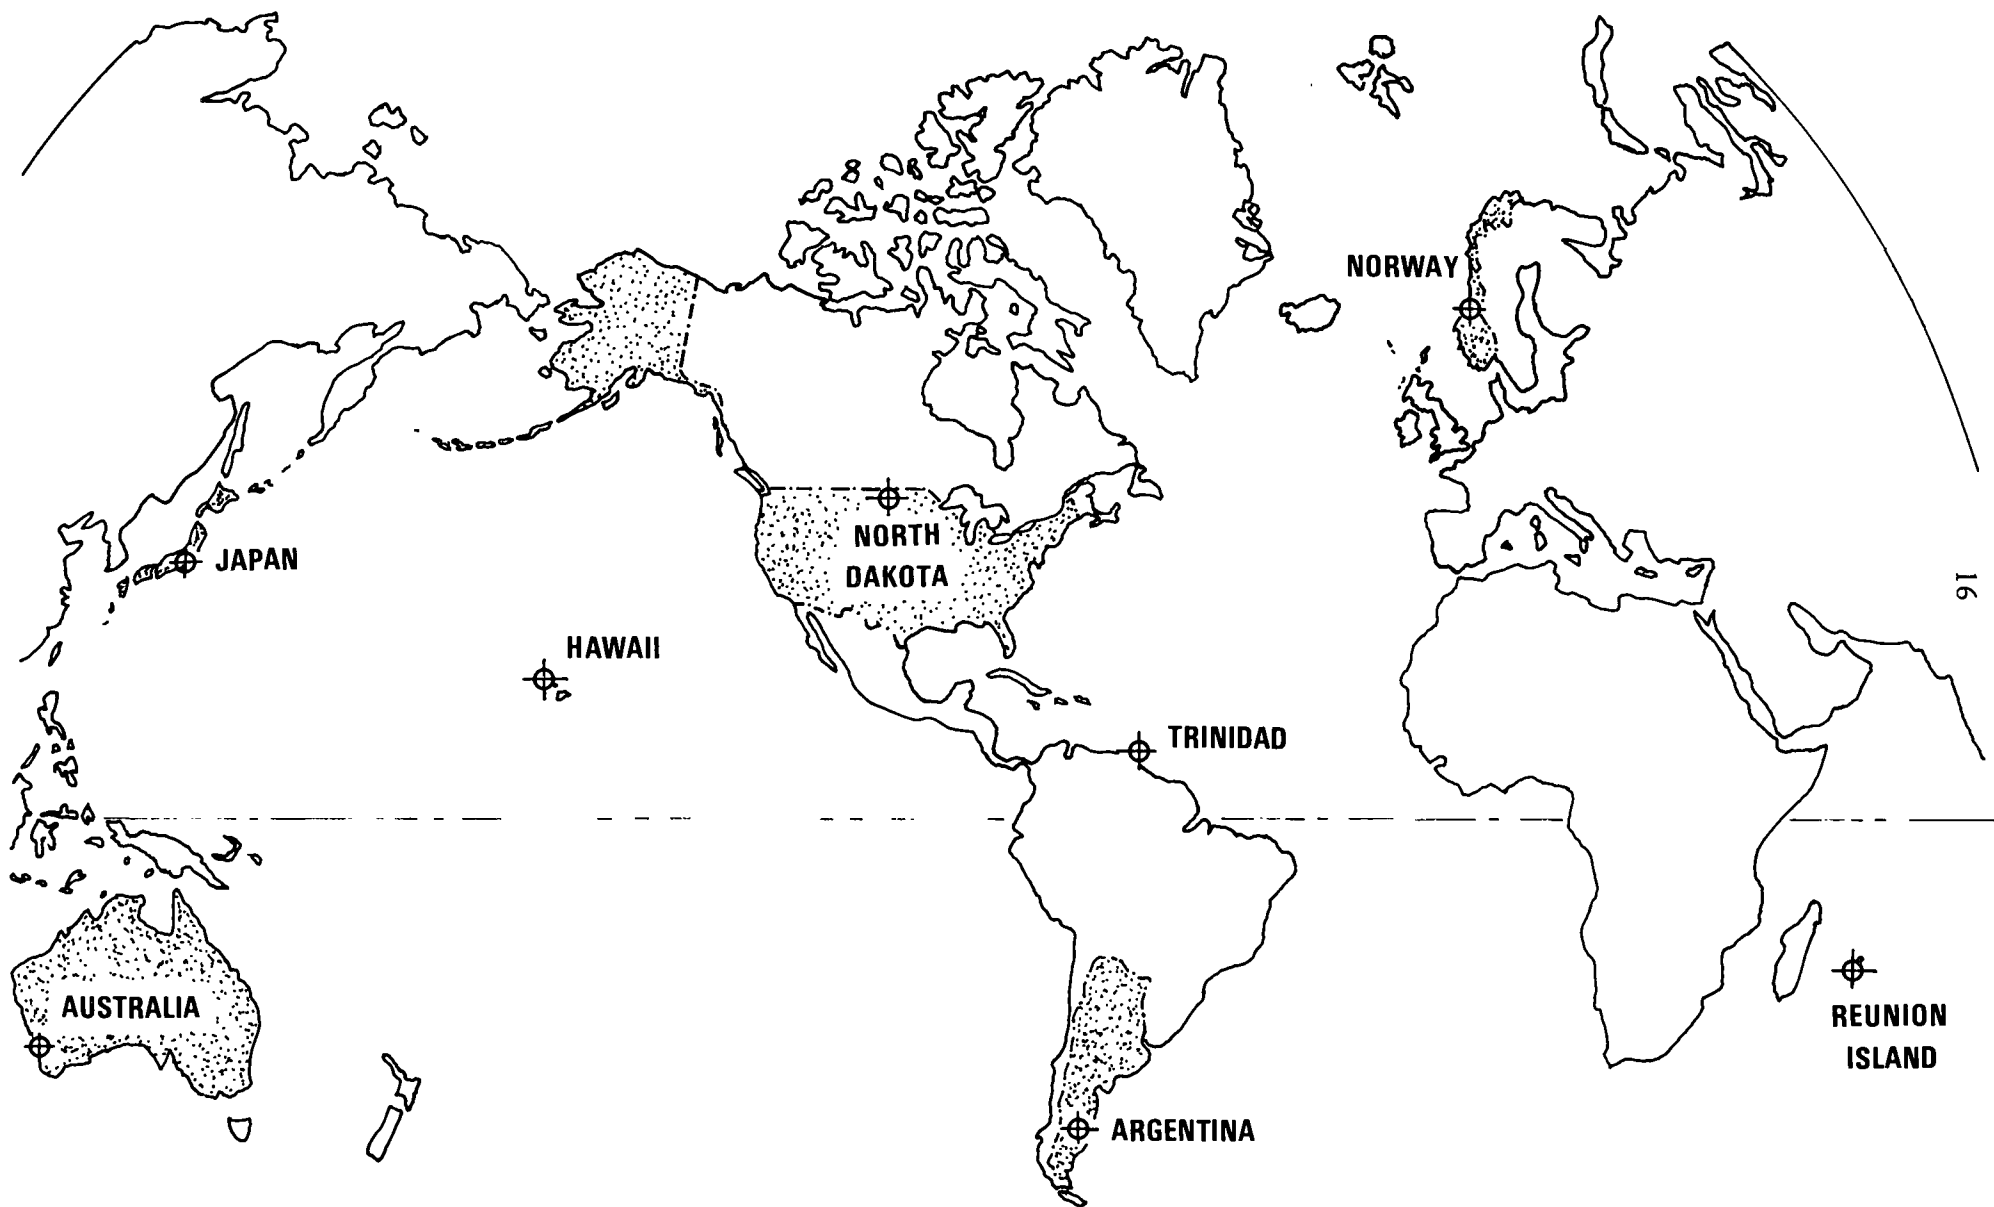 NORWAY
NORTH
DAKOTA
JAPAN
HAWAII
TRINIDAD
AUSTRALIA
REUNION
ISLAND
ARGENTINA
16